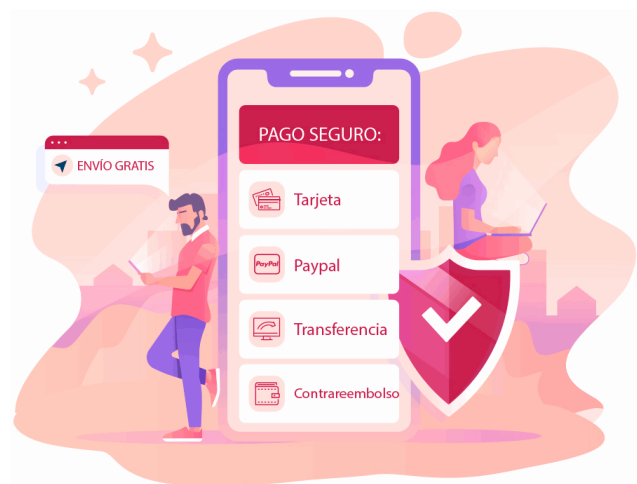 PAGO SEGURO:
ENVÍO GRATIS
Tarjeta
PayPal
Paypal
Transferencia
Contrareembolso